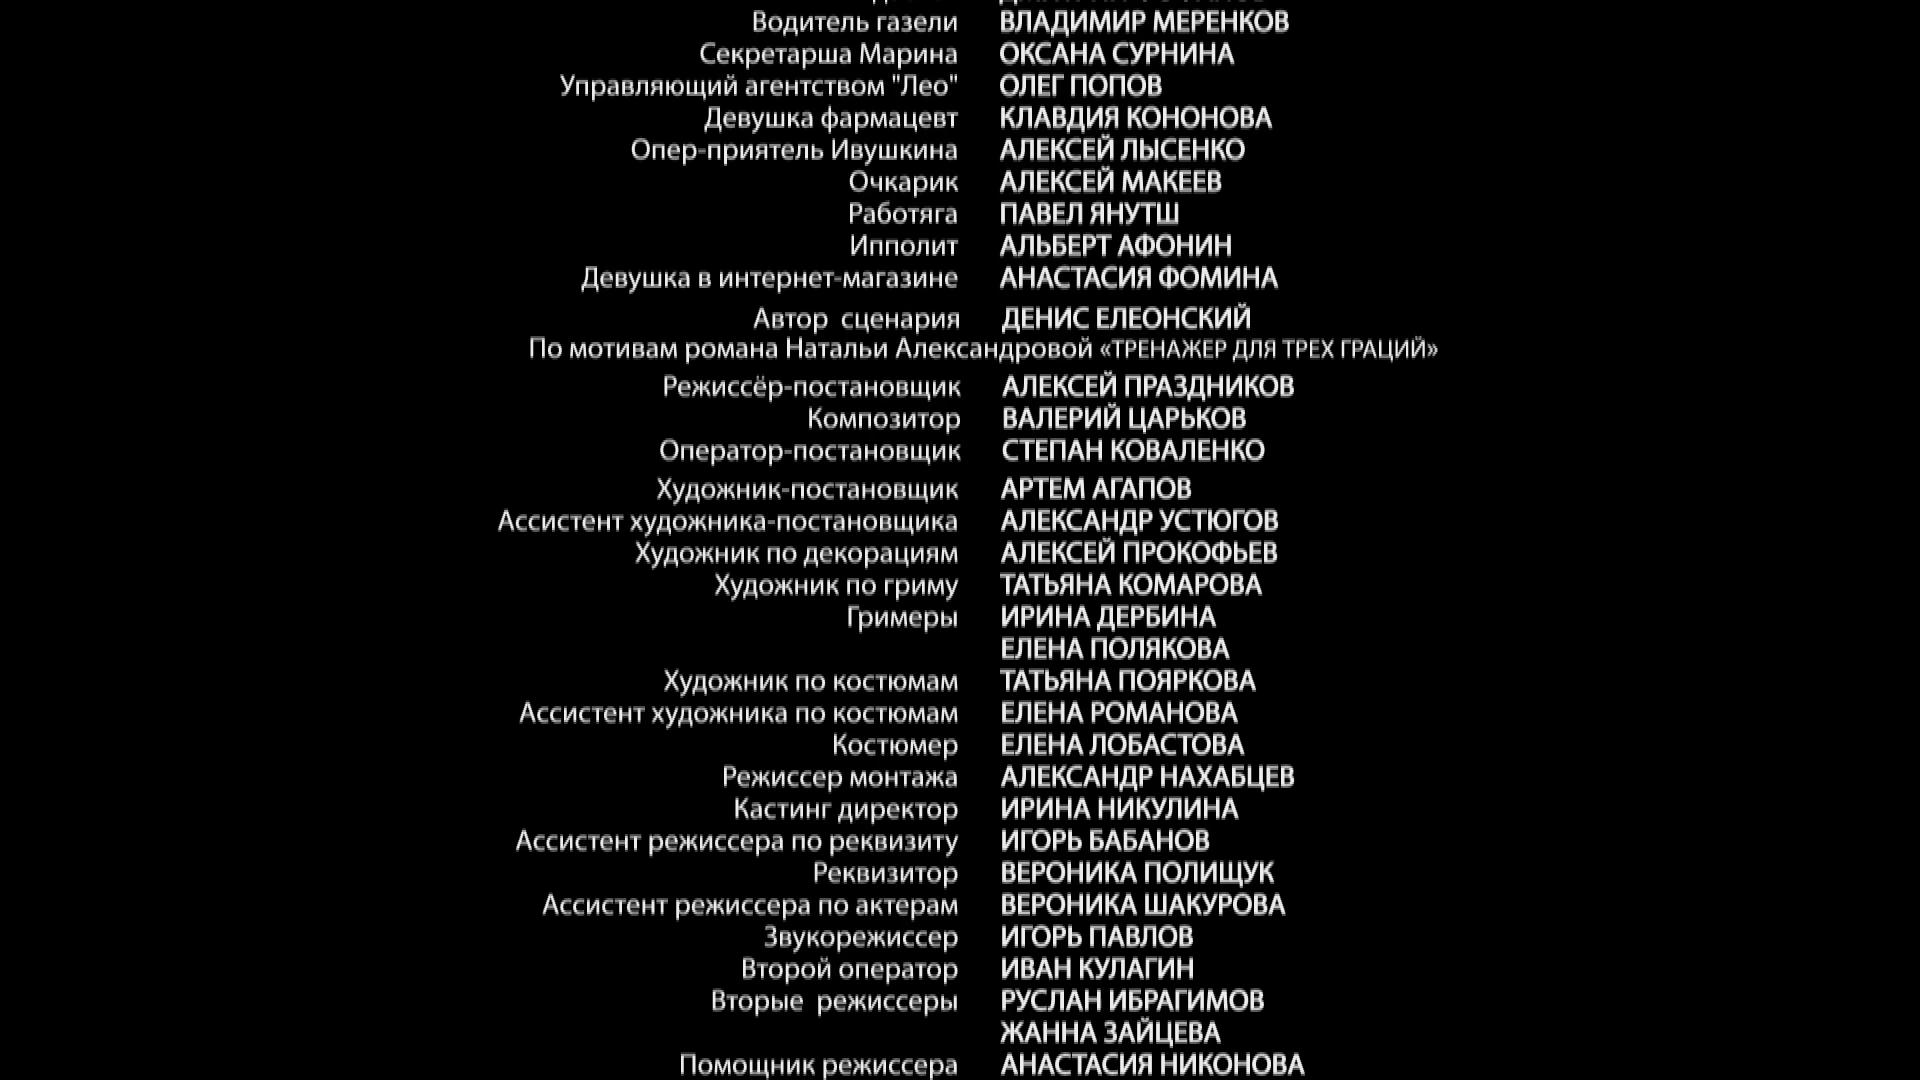 Водитель газели ВЛАДИМИР МЕРЕНКОВ
Секретарша Марина ОКСАНА СУРНИНА
Управляющий агентством "Лео" ОЛЕГ ПОПОВ
Девушка фармацевт КЛАВДИЯ КОНОНОВА
Опер-приятель Ивушкина АЛЕКСЕЙ ЛЫСЕНКО
Очкарик АЛЕКСЕЙ МАКЕЕВ
Работяга ПАВЕЛ ЯНУТШ
Ипполит АЛЬБЕРТ АФОНИН
Девушка в интернет-магазине АНАСТАСИЯ ФОМИНА
Автор сценария ДЕНИС ЕЛЕОНСКИЙ
По мотивам романа Натальи Александровой «ТРЕНАЖЕР ДЛЯ ТРЕХ ГРАЦИЙ»
Режиссёр-постановщик АЛЕКСЕЙ ПРАЗДНИКОВ
Композитор ВАЛЕРИЙ ЦАРЬКОВ
Оператор-постановщик СТЕПАН КОВАЛЕНКО
Художник-постановщик АРТЕМ АГАПОВ
Ассистент художника-постановщика АЛЕКСАНДР УСТЮГОВ
Художник по декорациям АЛЕКСЕЙ ПРОКОФЬЕВ
Художник по гриму ТАТЬЯНА КОМАРОВА
Гримеры ИРИНА ДЕРБИНА
ЕЛЕНА ПОЛЯКОВА
Художник по костюмам ТАТЬЯНА ПОЯРКОВА
Ассистент художника по костюмам ЕЛЕНА РОМАНОВА
Костюмер ЕЛЕНА ЛОБАСТОВА
Режиссер монтажа АЛЕКСАНДР НАХАБЦЕВ
Кастинг директор ИРИНА НИКУЛИНА
Ассистент режиссера по реквизиту ИГОРЬ БАБАНОВ
Реквизитор ВЕРОНИКА ПОЛИЩУК
Ассистент режиссера по актерам ВЕРОНИКА ШАКУРОВА
Звукорежиссер ИГОРЬ ПАВЛОВ
Второй оператор ИВАН КУЛАГИН
Вторые режиссеры РУСЛАН ИБРАГИМОВ
ЖАННА ЗАЙЦЕВА
Помощник режиссера АНАСТАСИЯ НИКОНОВА